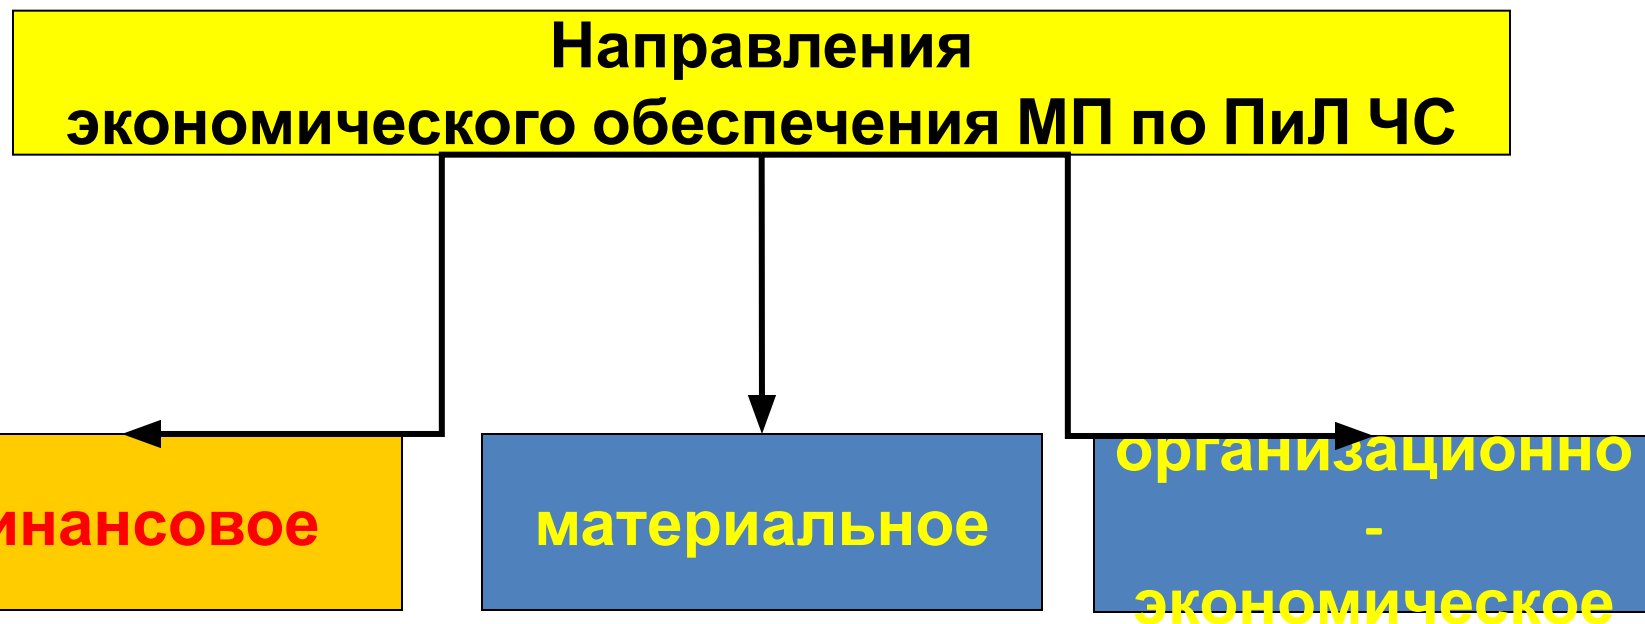 Направления
экономического обеспечения МП по ПиЛ ЧС
инансовое
материальное
организационно
-
экономическое